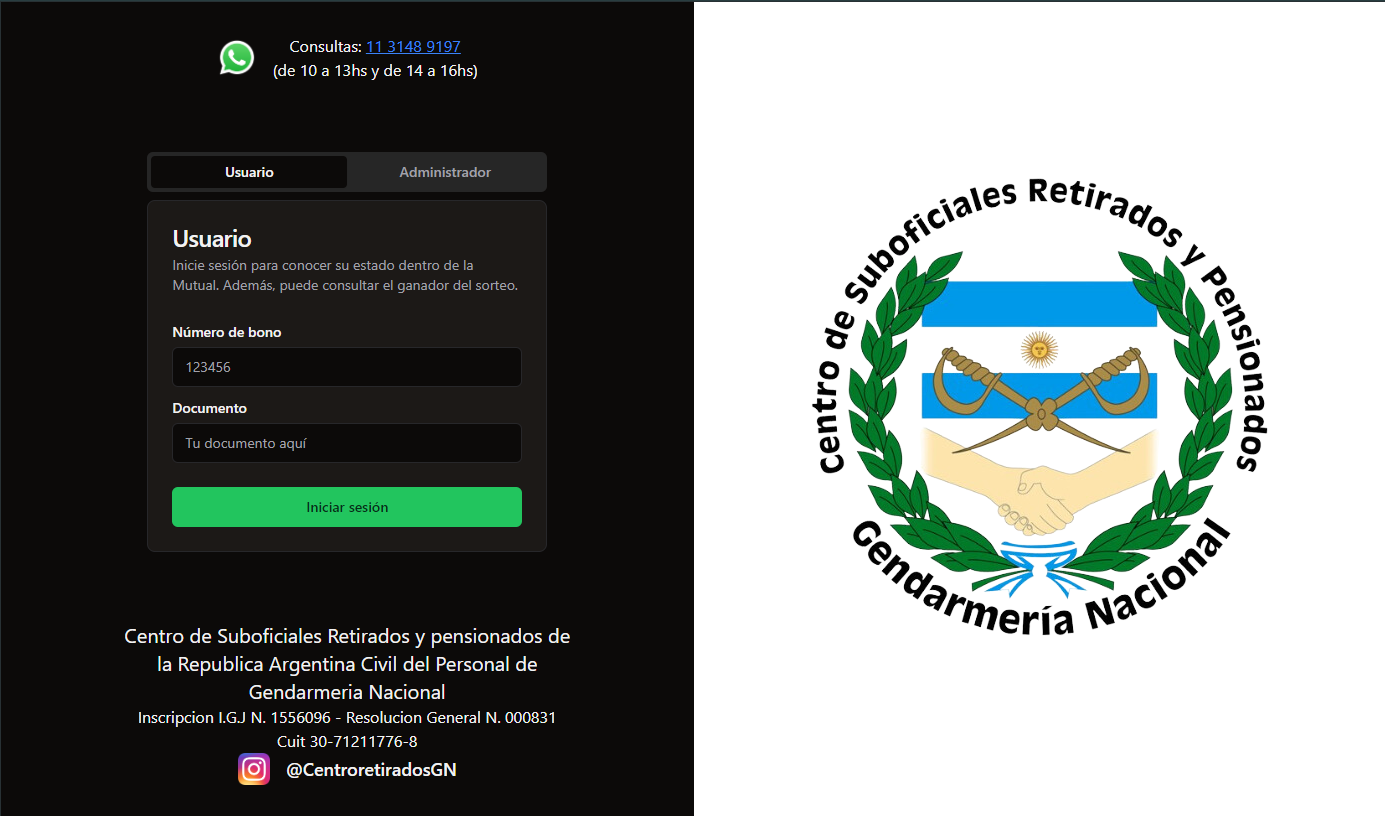 Consultas: 11 3148 9197
(de 10 a 13hs y de 14 a 16hs)
Usuario
Administrador
Usuario
Inicie sesión para conocer su estado dentro de la
Mutual. Además, puede consultar el ganador del sorteo.
Número de bono
123456
Documento
Tu documento aquí
Iniciar sesión
Centro de Suboficiales Retirados y pensionados de
la Republica Argentina Civil del Personal de
Gendarmeria Nacional
Inscripcion I.G.J N. 1556096 - Resolucion General N. 000831
Cuit 30-71211776-8
@CentroretiradosGN
Centro de Suboficiales Retirados y Pensionados
Gendarmería Nacional